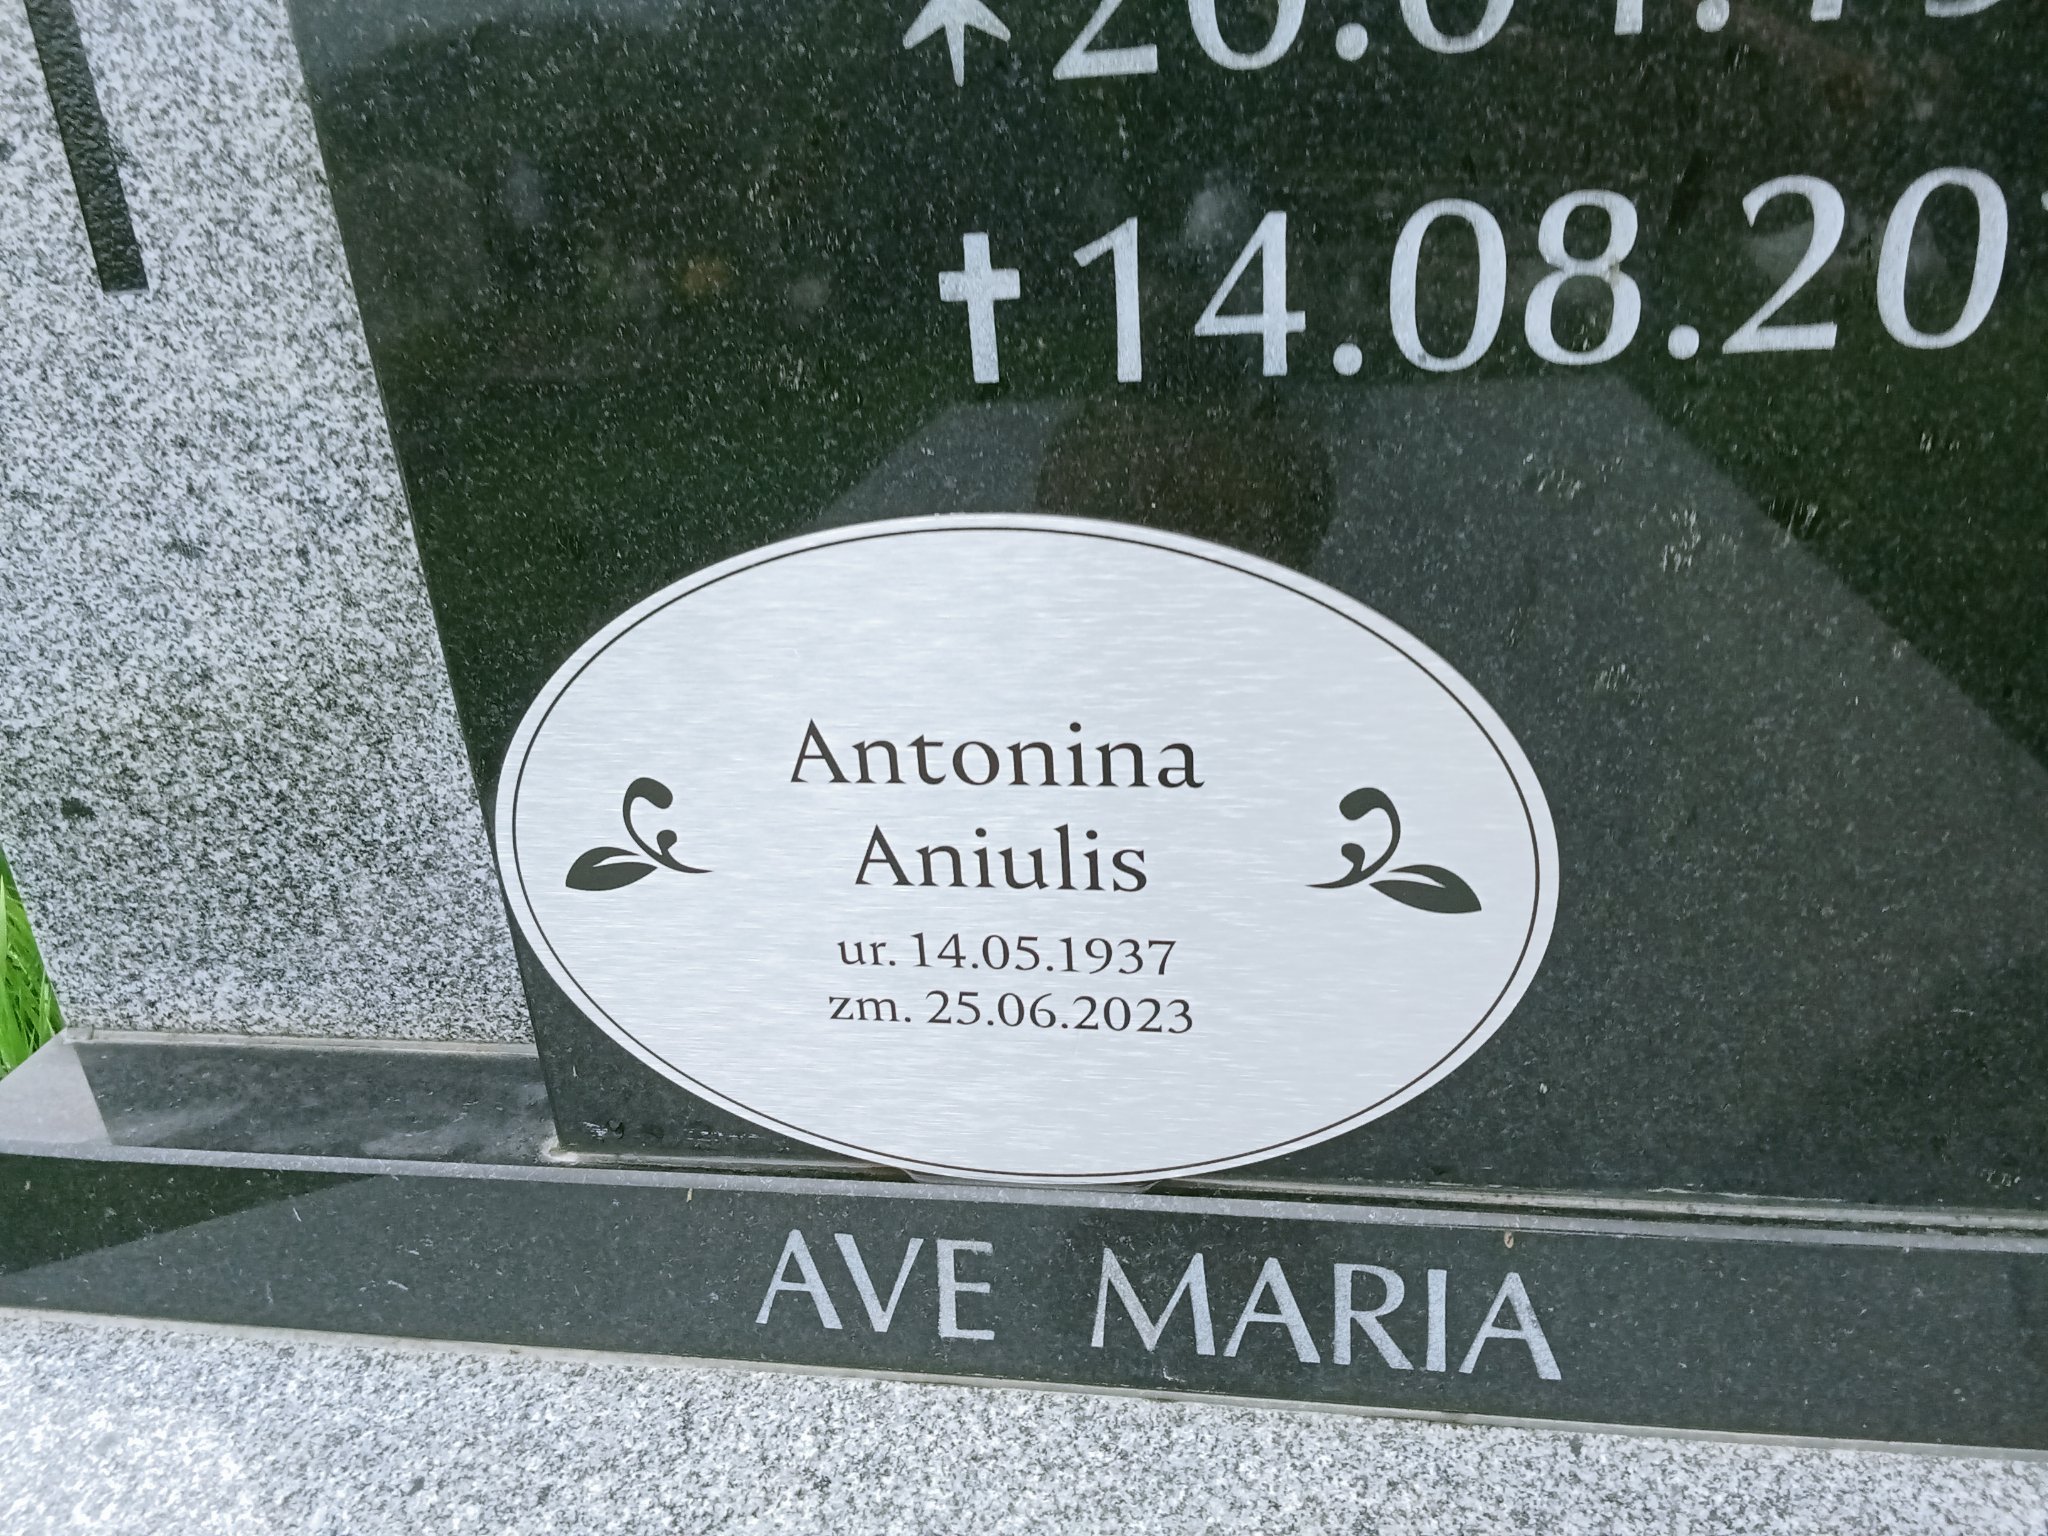 †14.08.20
Antonina
Aniulis
ur. 14.05.1937
zm. 25.06.2023
AVE MARIA